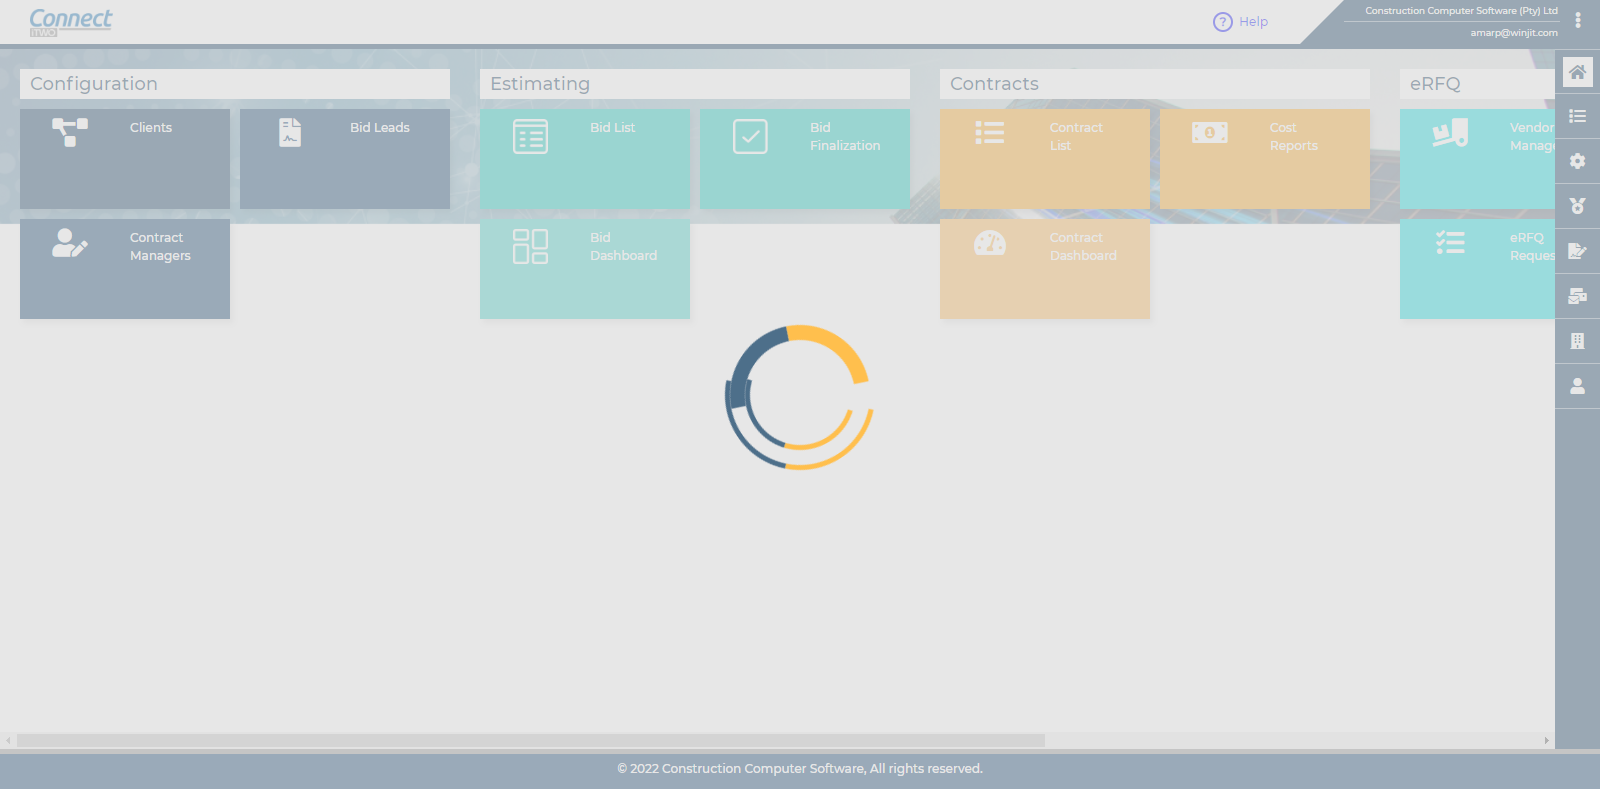 Connect
iTWO
? Help
Construction Computer Software (Pty) Ltd
amarp@winjit.com
Configuration
Estimating
Contracts
eRFQ
Clients
Bid Leads
Bid List
Bid
Finalization
Contract
List
Cost
Reports
Vendor
Manage
Contract
Managers
Bid
Dashboard
Contract
Dashboard
eRFQ
Reques
© 2022 Construction Computer Software, All rights reserved.